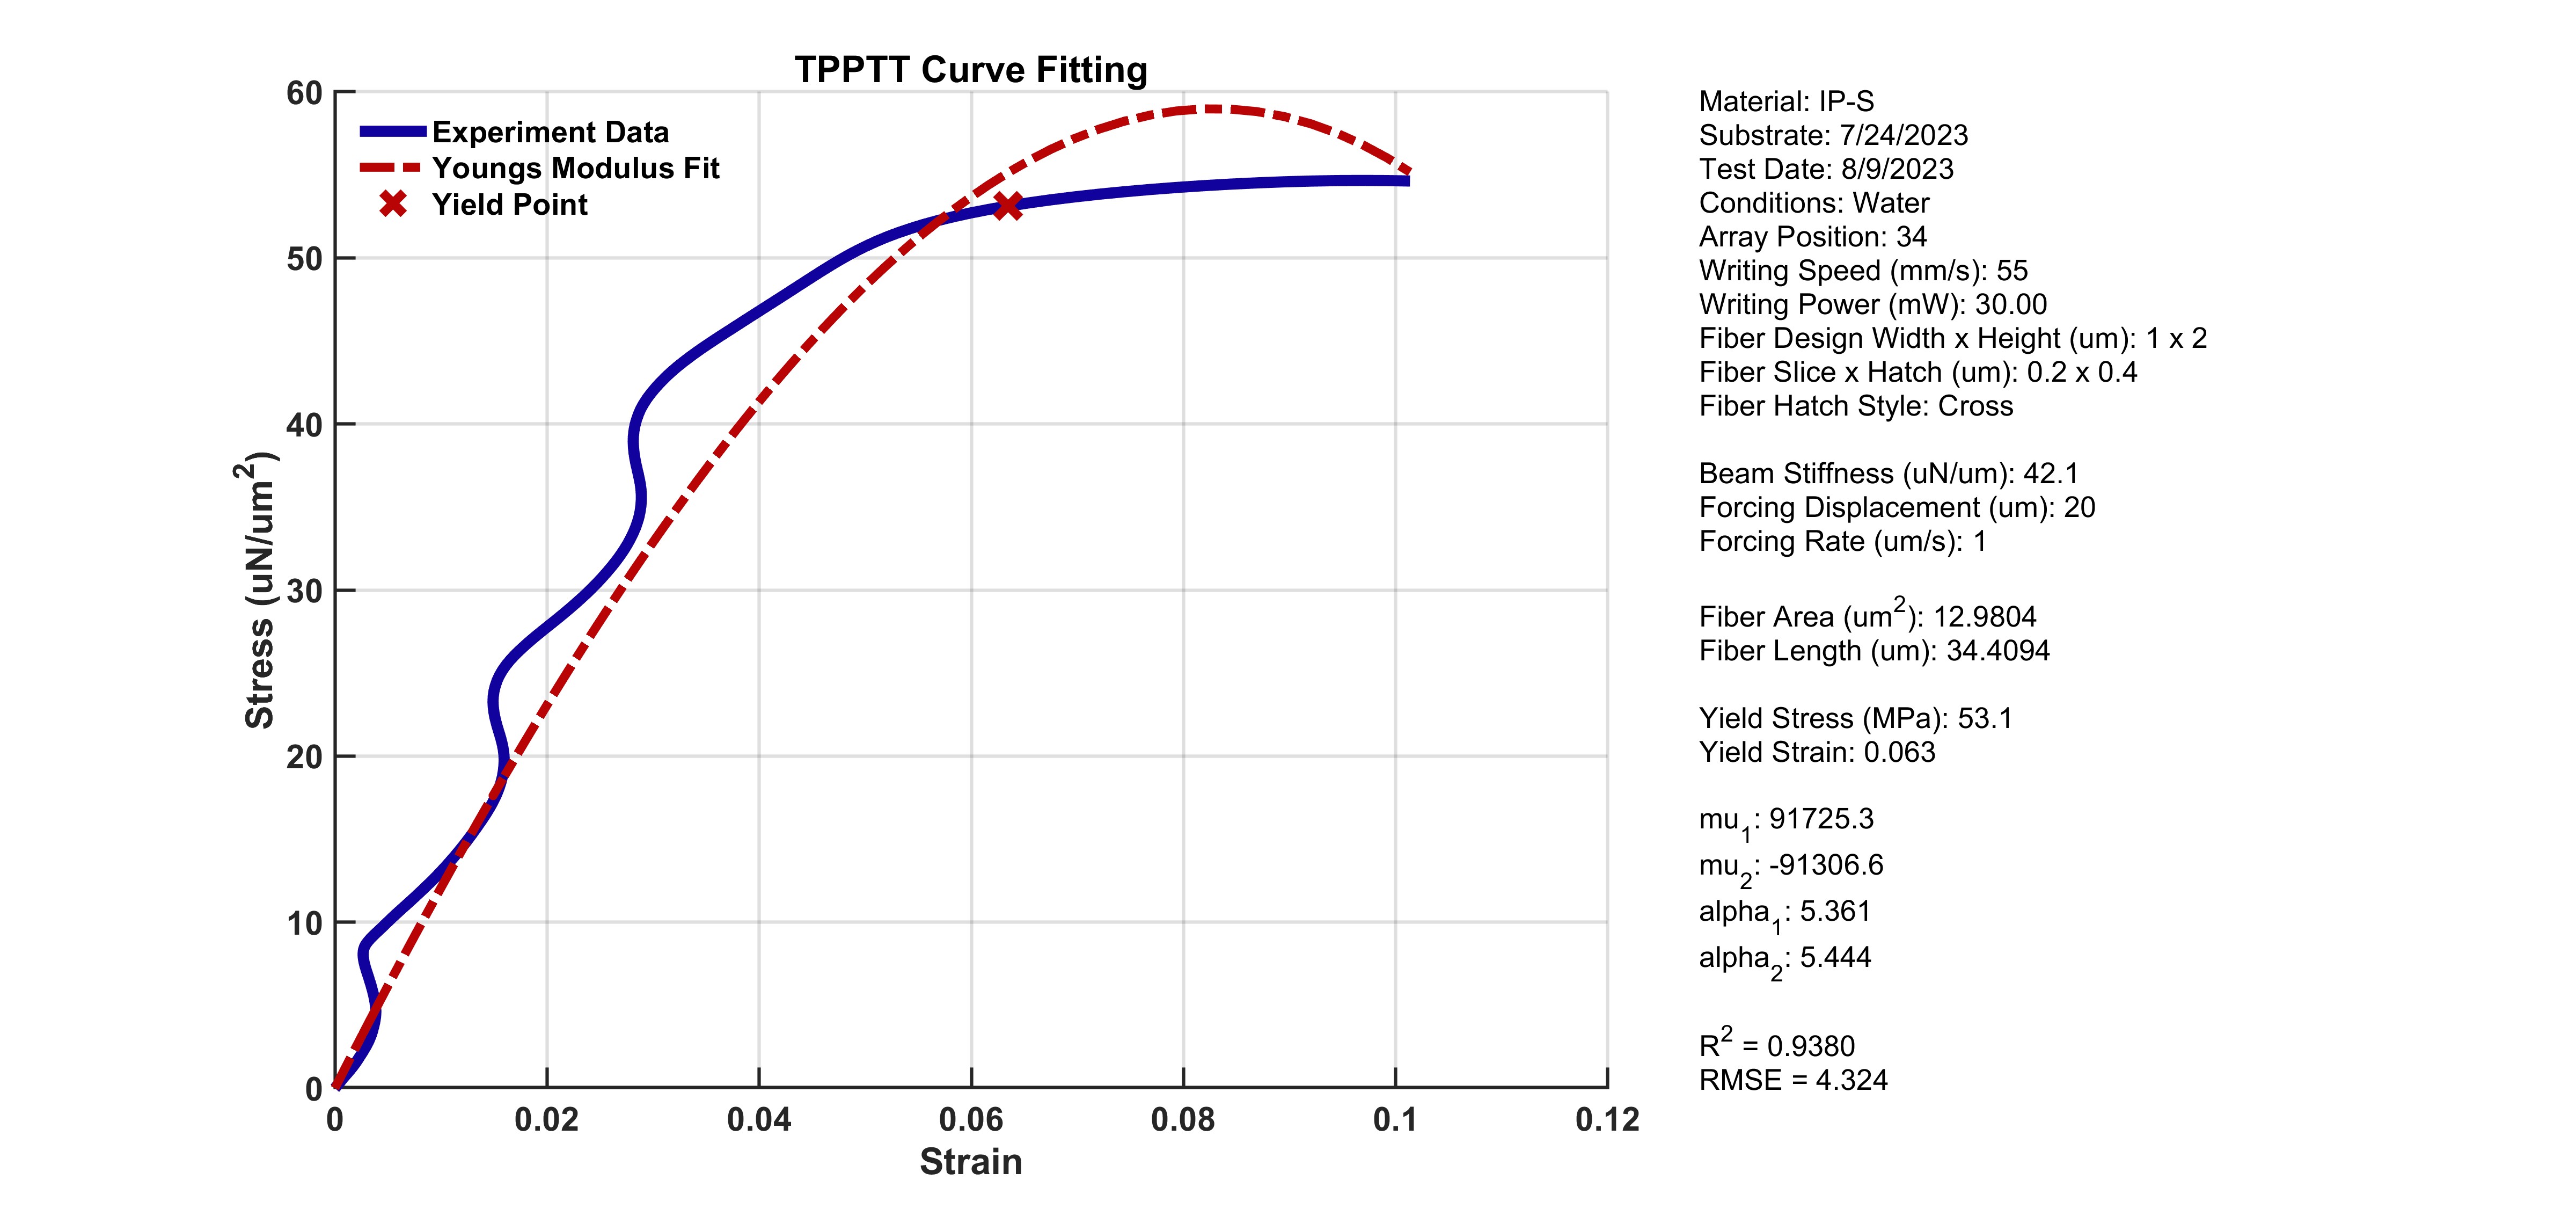 TPPTT Curve Fitting
Experiment Data
Youngs Modulus Fit
Yield Point
60
50
40
30
20
10
0
0
0.02
0.04
0.06
0.08
0.1
0.12
Stress (uN/um²)
Strain
Material: IP-S
Substrate: 7/24/2023
Test Date: 8/9/2023
Conditions: Water
Array Position: 34
Writing Speed (mm/s): 55
Writing Power (mW): 30.00
Fiber Design Width x Height (um): 1 x 2
Fiber Slice x Hatch (um): 0.2 x 0.4
Fiber Hatch Style: Cross
Beam Stiffness (uN/um): 42.1
Forcing Displacement (um): 20
Forcing Rate (um/s): 1
Fiber Area (um²): 12.9804
Fiber Length (um): 34.4094
Yield Stress (MPa): 53.1
Yield Strain: 0.063
mu₁: 91725.3
mu₂: -91306.6
alpha₁: 5.361
alpha₂: 5.444
R² = 0.9380
RMSE = 4.324